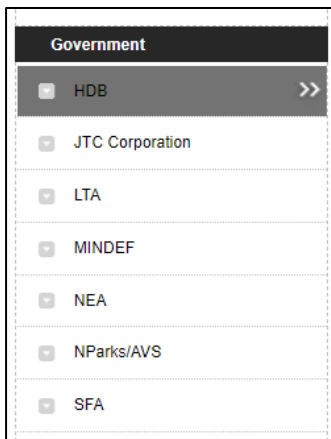 Government
HDB
JTC Corporation
LTA
MINDEF
NEA
NParks/AVS
SFA